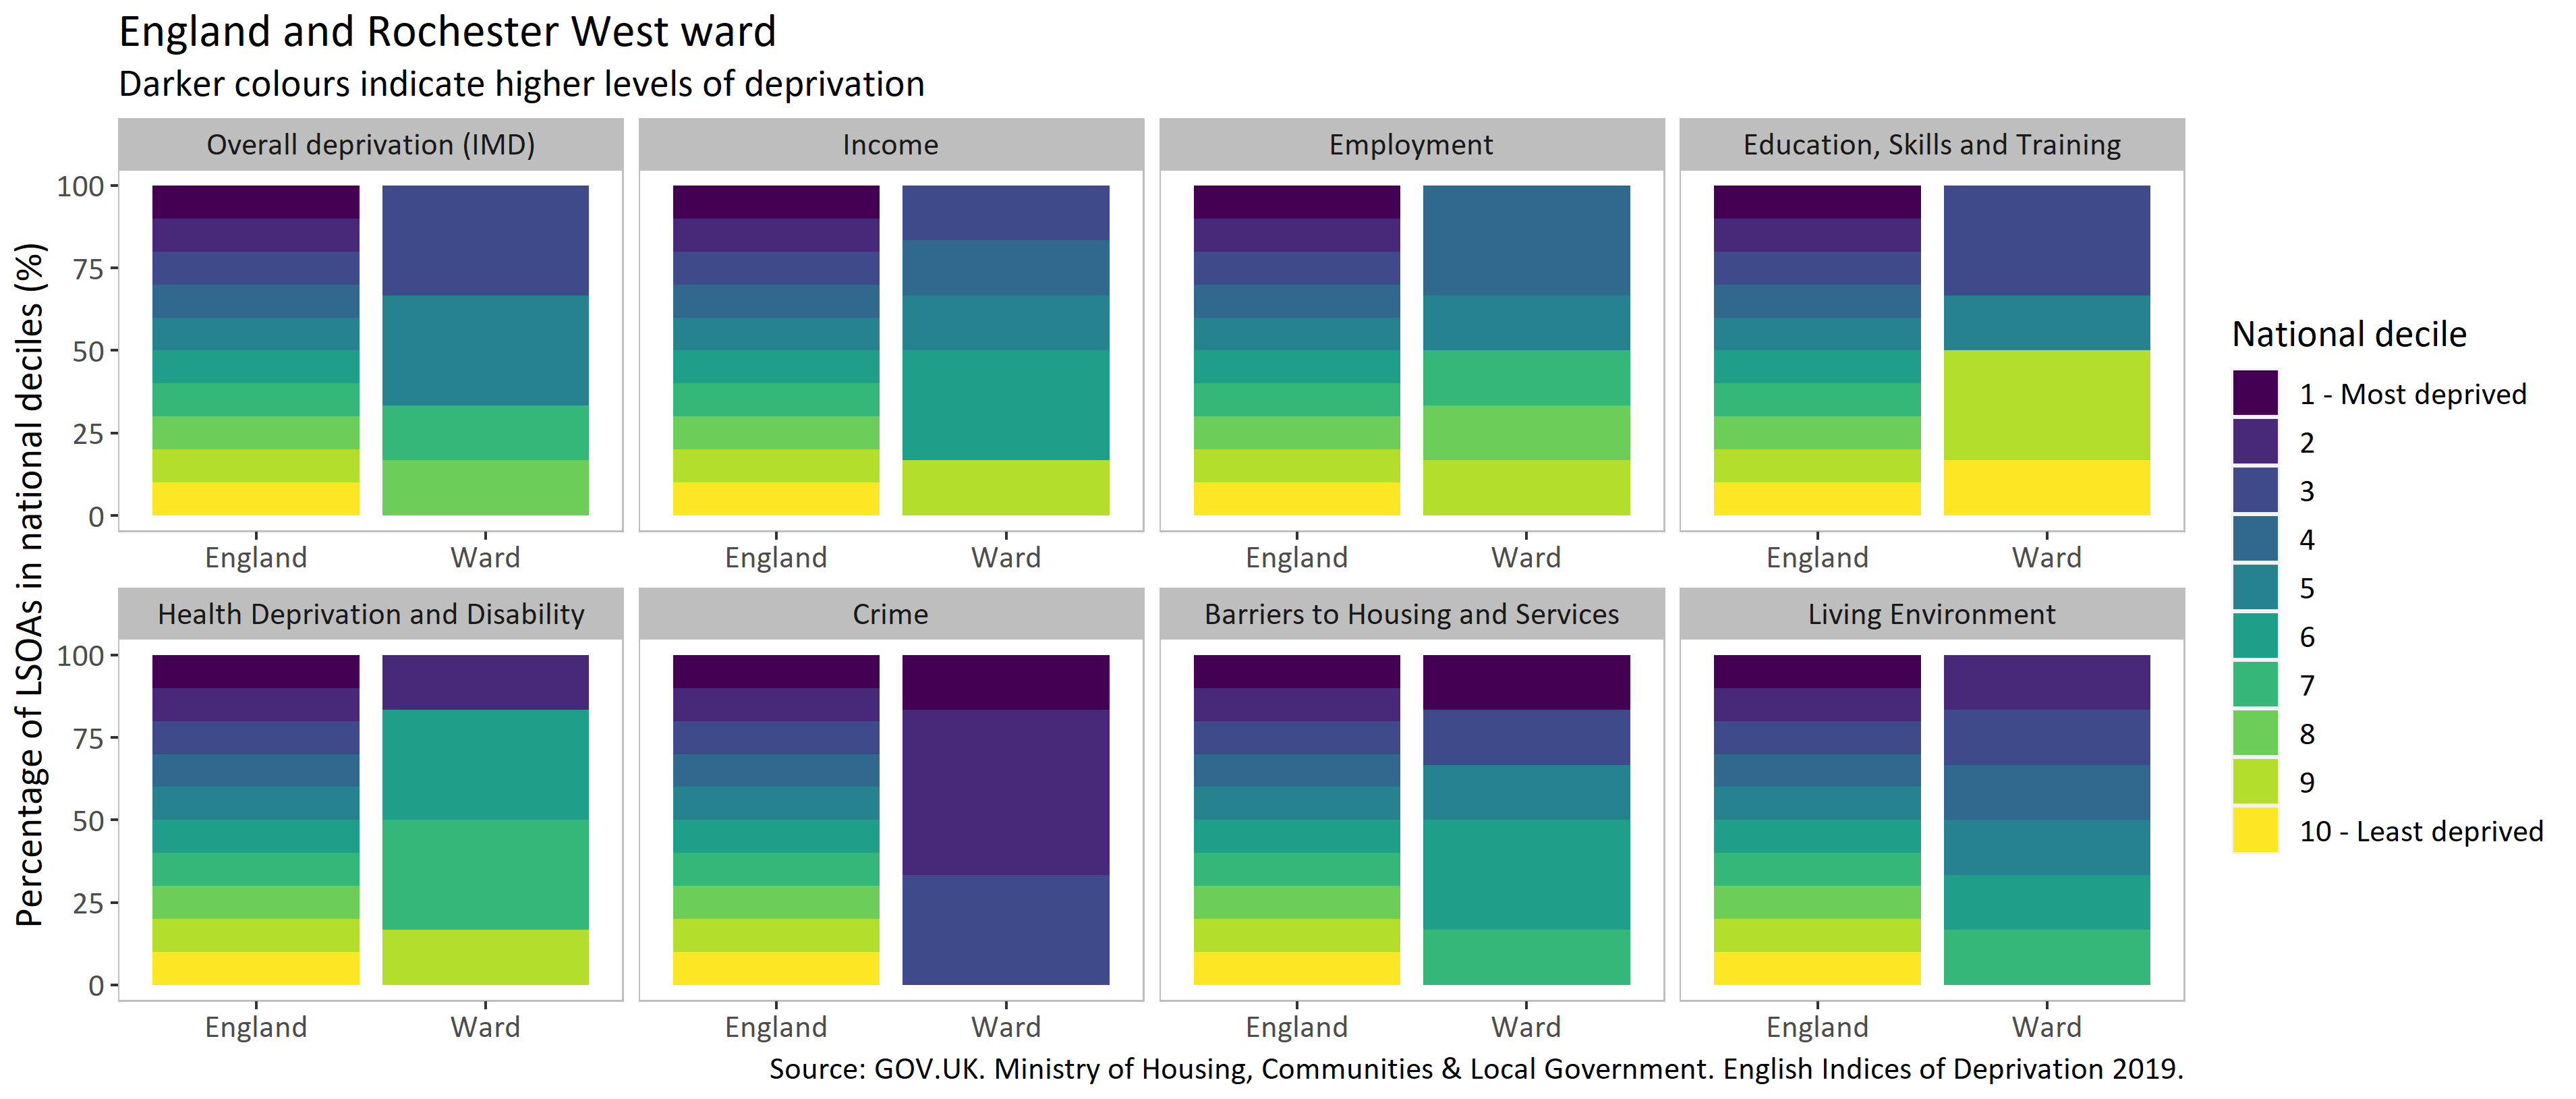 England and Rochester West ward
Darker colours indicate higher levels of deprivation
Percentage of LSOAs in national deciles (%)
Overall deprivation (IMD)
Income
Employment
Education, Skills and Training
100
75
50
25
0
England
Ward
England
Ward
England
Ward
England
Ward
Health Deprivation and Disability
Crime
Barriers to Housing and Services
Living Environment
100
75
50
25
0
England
Ward
England
Ward
England
Ward
England
Ward
National decile
1 - Most deprived
2
3
4
5
6
7
8
9
10 - Least deprived
Source: GOV.UK. Ministry of Housing, Communities & Local Government. English Indices of Deprivation 2019.